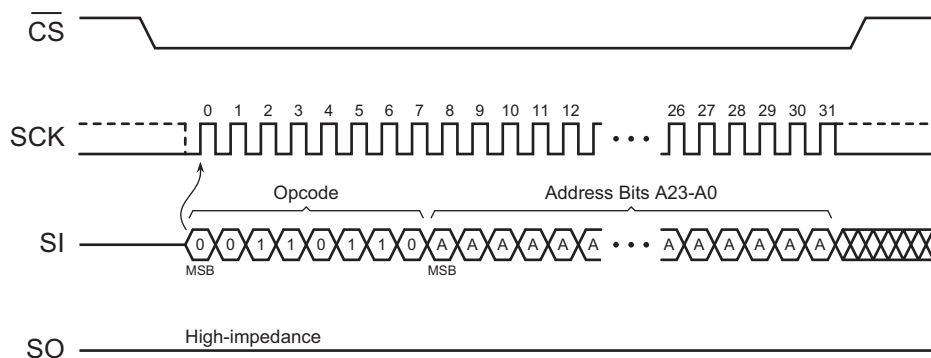 CS
0 1 2 3 4 5 6 7 8 9 10 11 12 26 27 28 29 30 31
SCK
Opcode Address Bits A23-A0
SI 0 0 1 1 0 1 1 0 A A A A A A A A A A A A
MSB MSB
High-impedance
SO